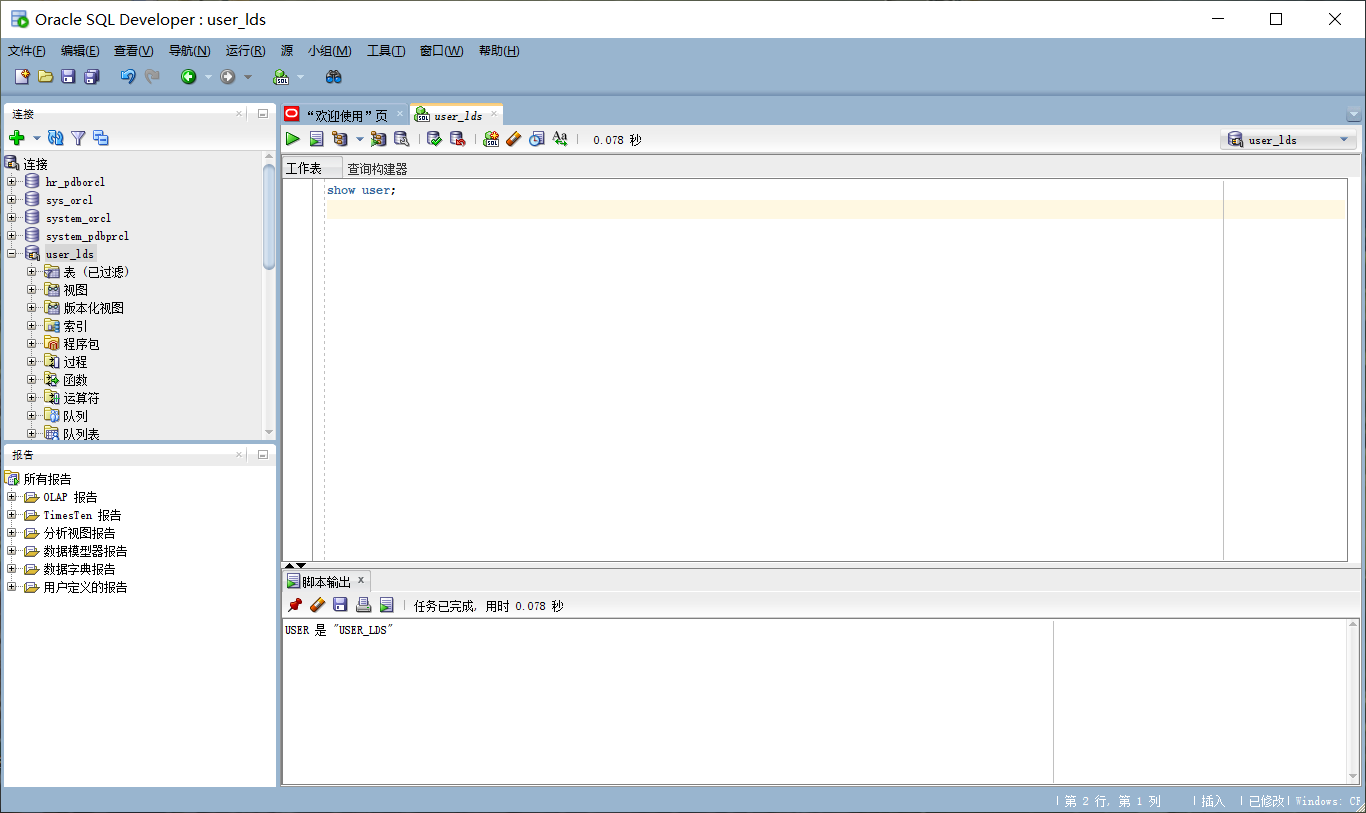 Oracle SQL Developer : user_lds
文件(F) 编辑(E) 查看(V) 导航(N) 运行(R) 源 小组(M) 工具(T) 窗口(W) 帮助(H)
SQL
连接
连接
hr_pdborcl
sys_orcl
system_orcl
system_pdbprcl
user_lds
表 (已过滤)
视图
版本化视图
索引
程序包
过程
函数
运算符
队列
队列表
报告
所有报告
OLAP 报告
TimesTen 报告
分析视图报告
数据模型器报告
数据字典报告
用户定义的报告
“欢迎使用”页
user_lds
0.078 秒
user_lds
工作表
查询构建器
show user;
脚本输出
任务已完成, 用时 0.078 秒
USER 是 "USER_LDS"
第 2 行, 第 1 列
插入
已修改
Windows: CR